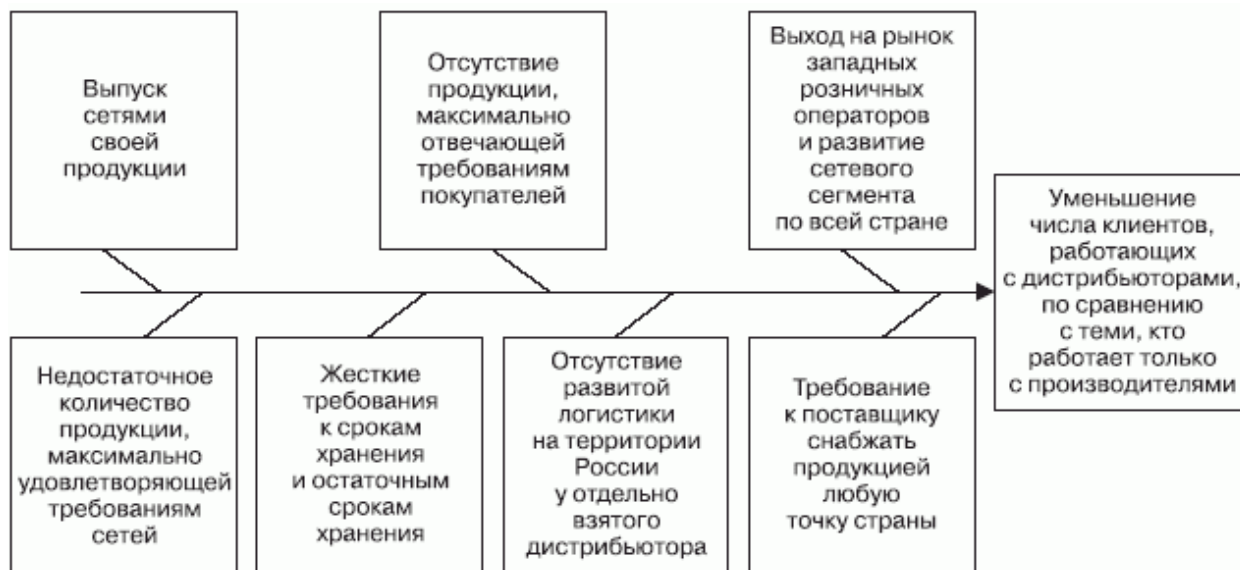 Выпуск
сетями
своей
продукции
Отсутствие
продукции,
максимально
отвечающей
требованиям
покупателей
Выход на рынок
западных
розничных
операторов
и развитие
сетевого
сегмента
по всей стране
Уменьшение
числа клиентов,
работающих
с дистрибьюторами,
по сравнению
с теми, кто
работает только
с производителями
Недостаточное
количество
продукции,
максимально
удовлетворяющей
требованиям
сетей
Жесткие
требования
к срокам
хранения
и остаточным
срокам
хранения
Отсутствие
развитой
логистики
на территории
России
у отдельно
взятого
дистрибьютора
Требование
к поставщику
снабжать
продукцией
любую
точку страны